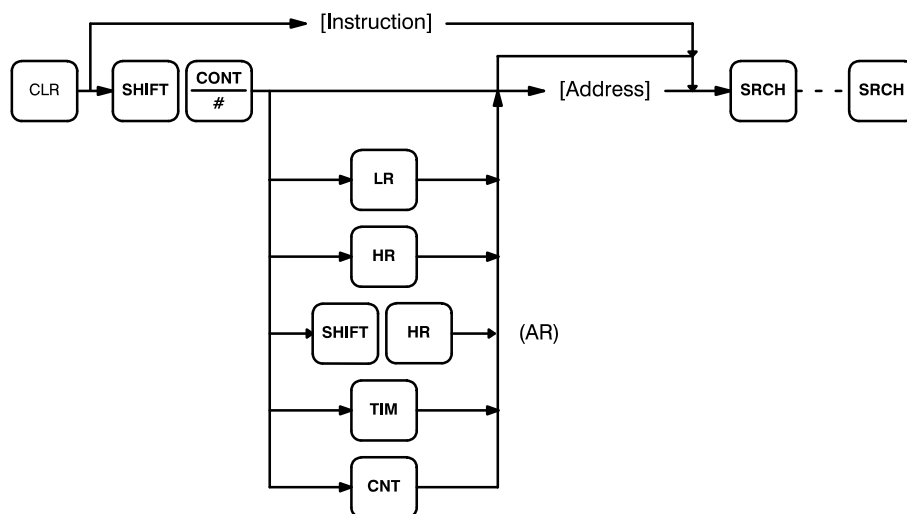 [Instruction]
CLR SHIFT CONT
#
[Address] SRCH SRCH
LR
HR
SHIFT HR (AR)
TIM
CNT